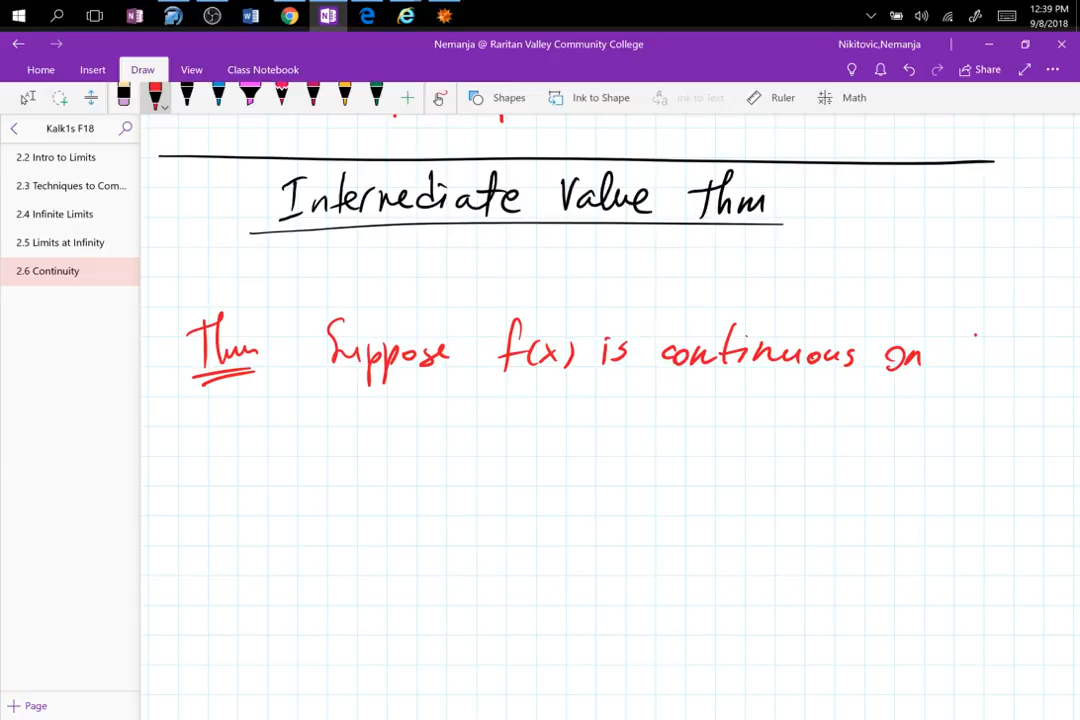 12:39 PM
9/8/2018
Nemanja @ Raritan Valley Community College
Nikitovic,Nemanja
Home Insert Draw View Class Notebook
Share
Shapes Ink to Shape Ink to Text Ruler Math
Kalk1s F18
2.2 Intro to Limits
2.3 Techniques to Com...
2.4 Infinite Limits
2.5 Limits at Infinity
2.6 Continuity
Intermediate Value Thm
Thm Suppose f(x) is continuous on
Page